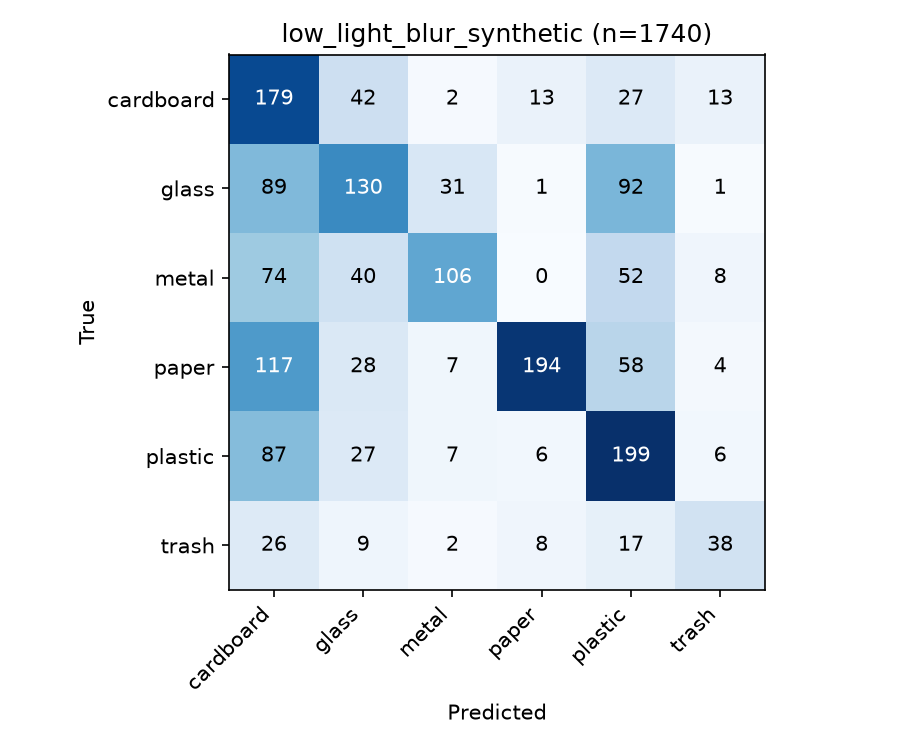 low_light_blur_synthetic (n=1740)
cardboard 179 42 2 13 27 13
glass 89 130 31 1 92 1
metal 74 40 106 0 52 8
paper 117 28 7 194 58 4
plastic 87 27 7 6 199 6
trash 26 9 2 8 17 38
True
cardboard glass metal paper plastic trash
Predicted